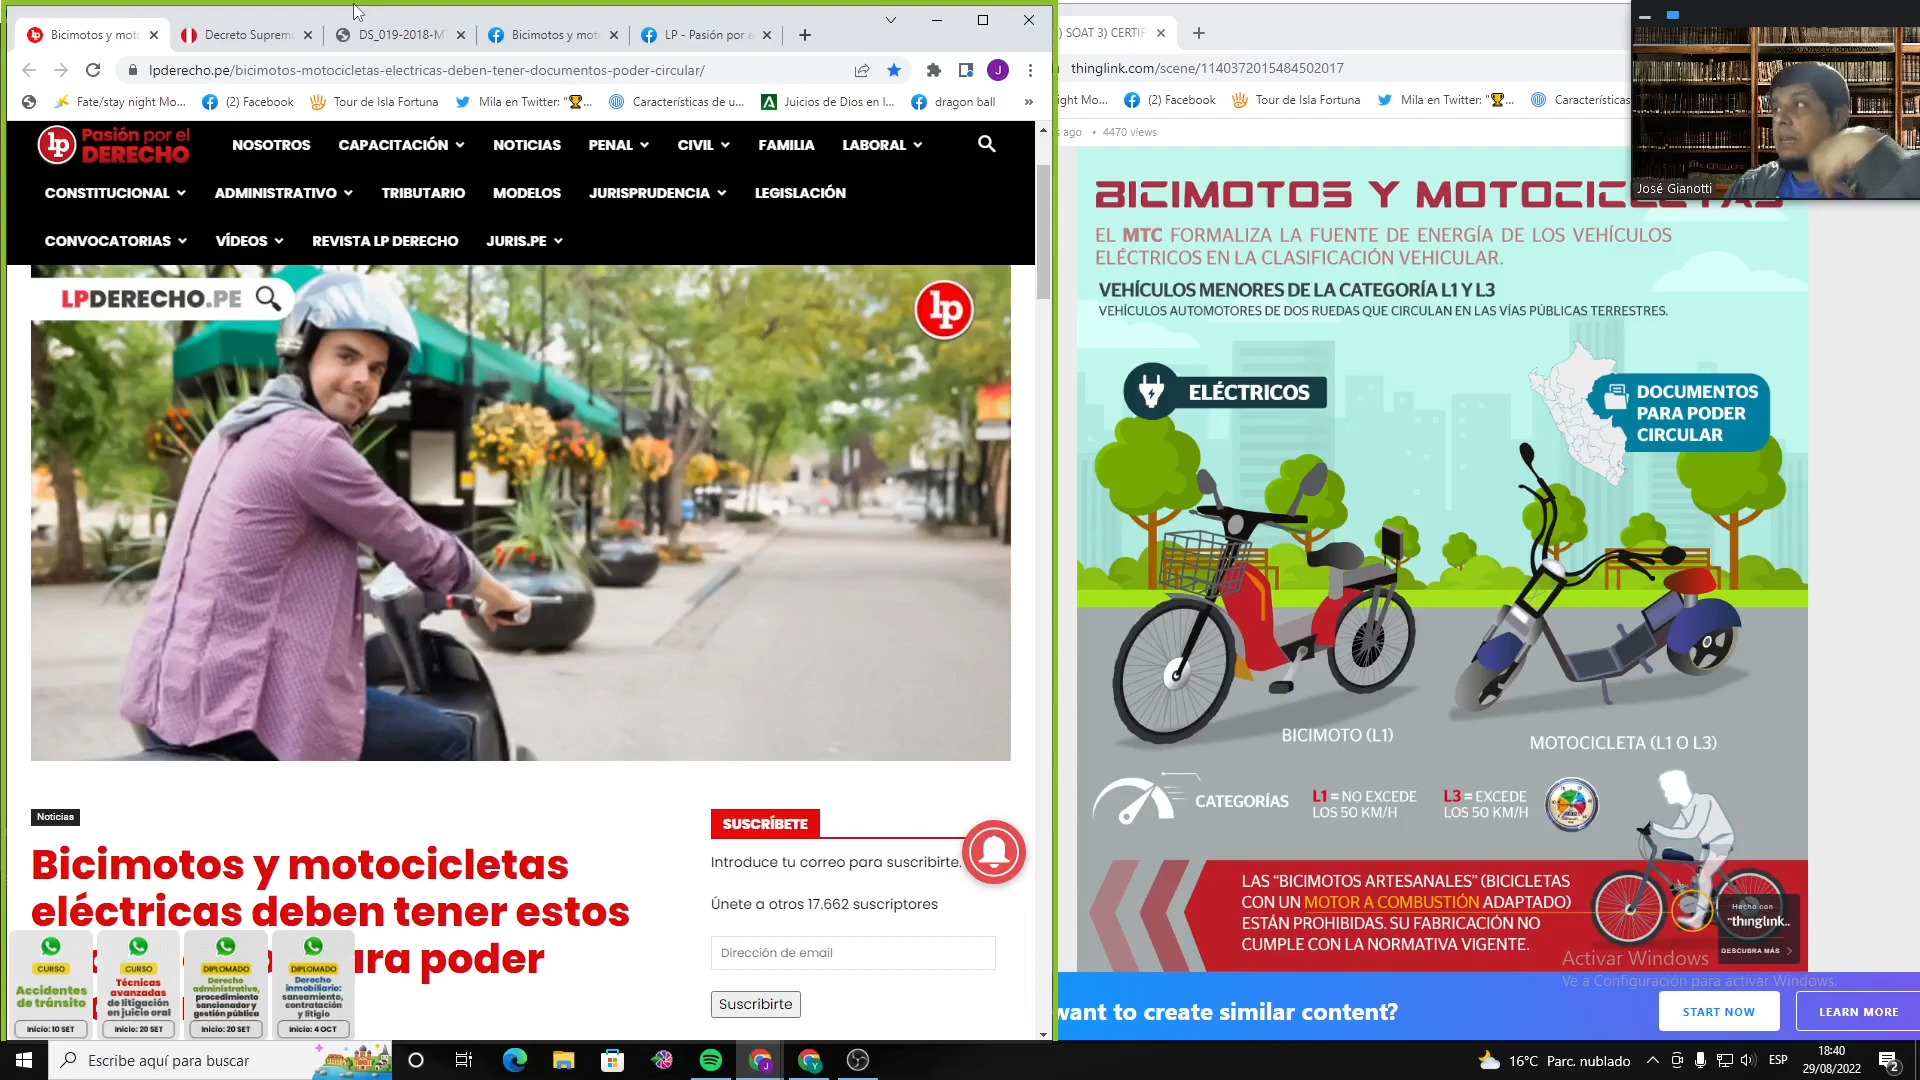 Bicimotos y moto
Decreto Suprem
DS_019-2018-MT
Bicimotos y mot
LP - Pasión por e
lpderecho.pe/bicimotos-motocicletas-electricas-deben-tener-documentos-poder-circular/
J
Fate/stay night Mo...
(2) Facebook
Tour de Isla Fortuna
Mila en Twitter: "🏆...
Características de u...
Juicios de Dios en l...
dragon ball
»
lp Pasión por el
DERECHO
NOSOTROS
CAPACITACIÓN
NOTICIAS
PENAL
CIVIL
FAMILIA
LABORAL
CONSTITUCIONAL
ADMINISTRATIVO
TRIBUTARIO
MODELOS
JURISPRUDENCIA
LEGISLACIÓN
CONVOCATORIAS
VÍDEOS
REVISTA LP DERECHO
JURIS.PE
LPDERECHO.PE
lp
Noticias
Bicimotos y motocicletas
eléctricas deben tener estos
ara poder
SUSCRÍBETE
Introduce tu correo para suscribirte.
Únete a otros 17.662 suscriptores
Dirección de email
Suscribirte
CURSO
Accidentes
de tránsito
Inicio: 10 SET
CURSO
Técnicas
avanzadas
de litigación
en juicio oral
Inicio: 20 SET
DIPLOMADO
Derecho
administrativo,
procedimiento
sancionador y
gestión pública
Inicio: 20 SET
DIPLOMADO
Derecho
inmobiliario:
saneamiento,
contratación
y litigio
Inicio: 4 OCT
) SOAT 3) CERTIF
thinglink.com/scene/1140372015484502017
ight Mo...
(2) Facebook
Tour de Isla Fortuna
Mila en Twitter: "🏆...
Características
s ago • 4470 views
José Gianotti
BICIMOTOS Y MOTOCICLETAS
EL MTC FORMALIZA LA FUENTE DE ENERGÍA DE LOS VEHÍCULOS
ELÉCTRICOS EN LA CLASIFICACIÓN VEHICULAR.
VEHÍCULOS MENORES DE LA CATEGORÍA L1 Y L3
VEHÍCULOS AUTOMOTORES DE DOS RUEDAS QUE CIRCULAN EN LAS VÍAS PÚBLICAS TERRESTRES.
ELÉCTRICOS
DOCUMENTOS
PARA PODER
CIRCULAR
BICIMOTO (L1)
MOTOCICLETA (L1 O L3)
CATEGORÍAS
L1 = NO EXCEDE
LOS 50 KM/H
L3 = EXCEDE
LOS 50 KM/H
LAS "BICIMOTOS ARTESANALES" (BICICLETAS
CON UN MOTOR A COMBUSTIÓN ADAPTADO)
ESTÁN PROHIBIDAS. SU FABRICACIÓN NO
CUMPLE CON LA NORMATIVA VIGENTE.
Hecho con
"thinglink..
DESCUBRA MÁS
Activar Windows
Ve a Configuración para activar Windows.
want to create similar content?
START NOW
LEARN MORE
Escribe aquí para buscar
16°C Parc. nublado
ESP
18:40
29/08/2022
2